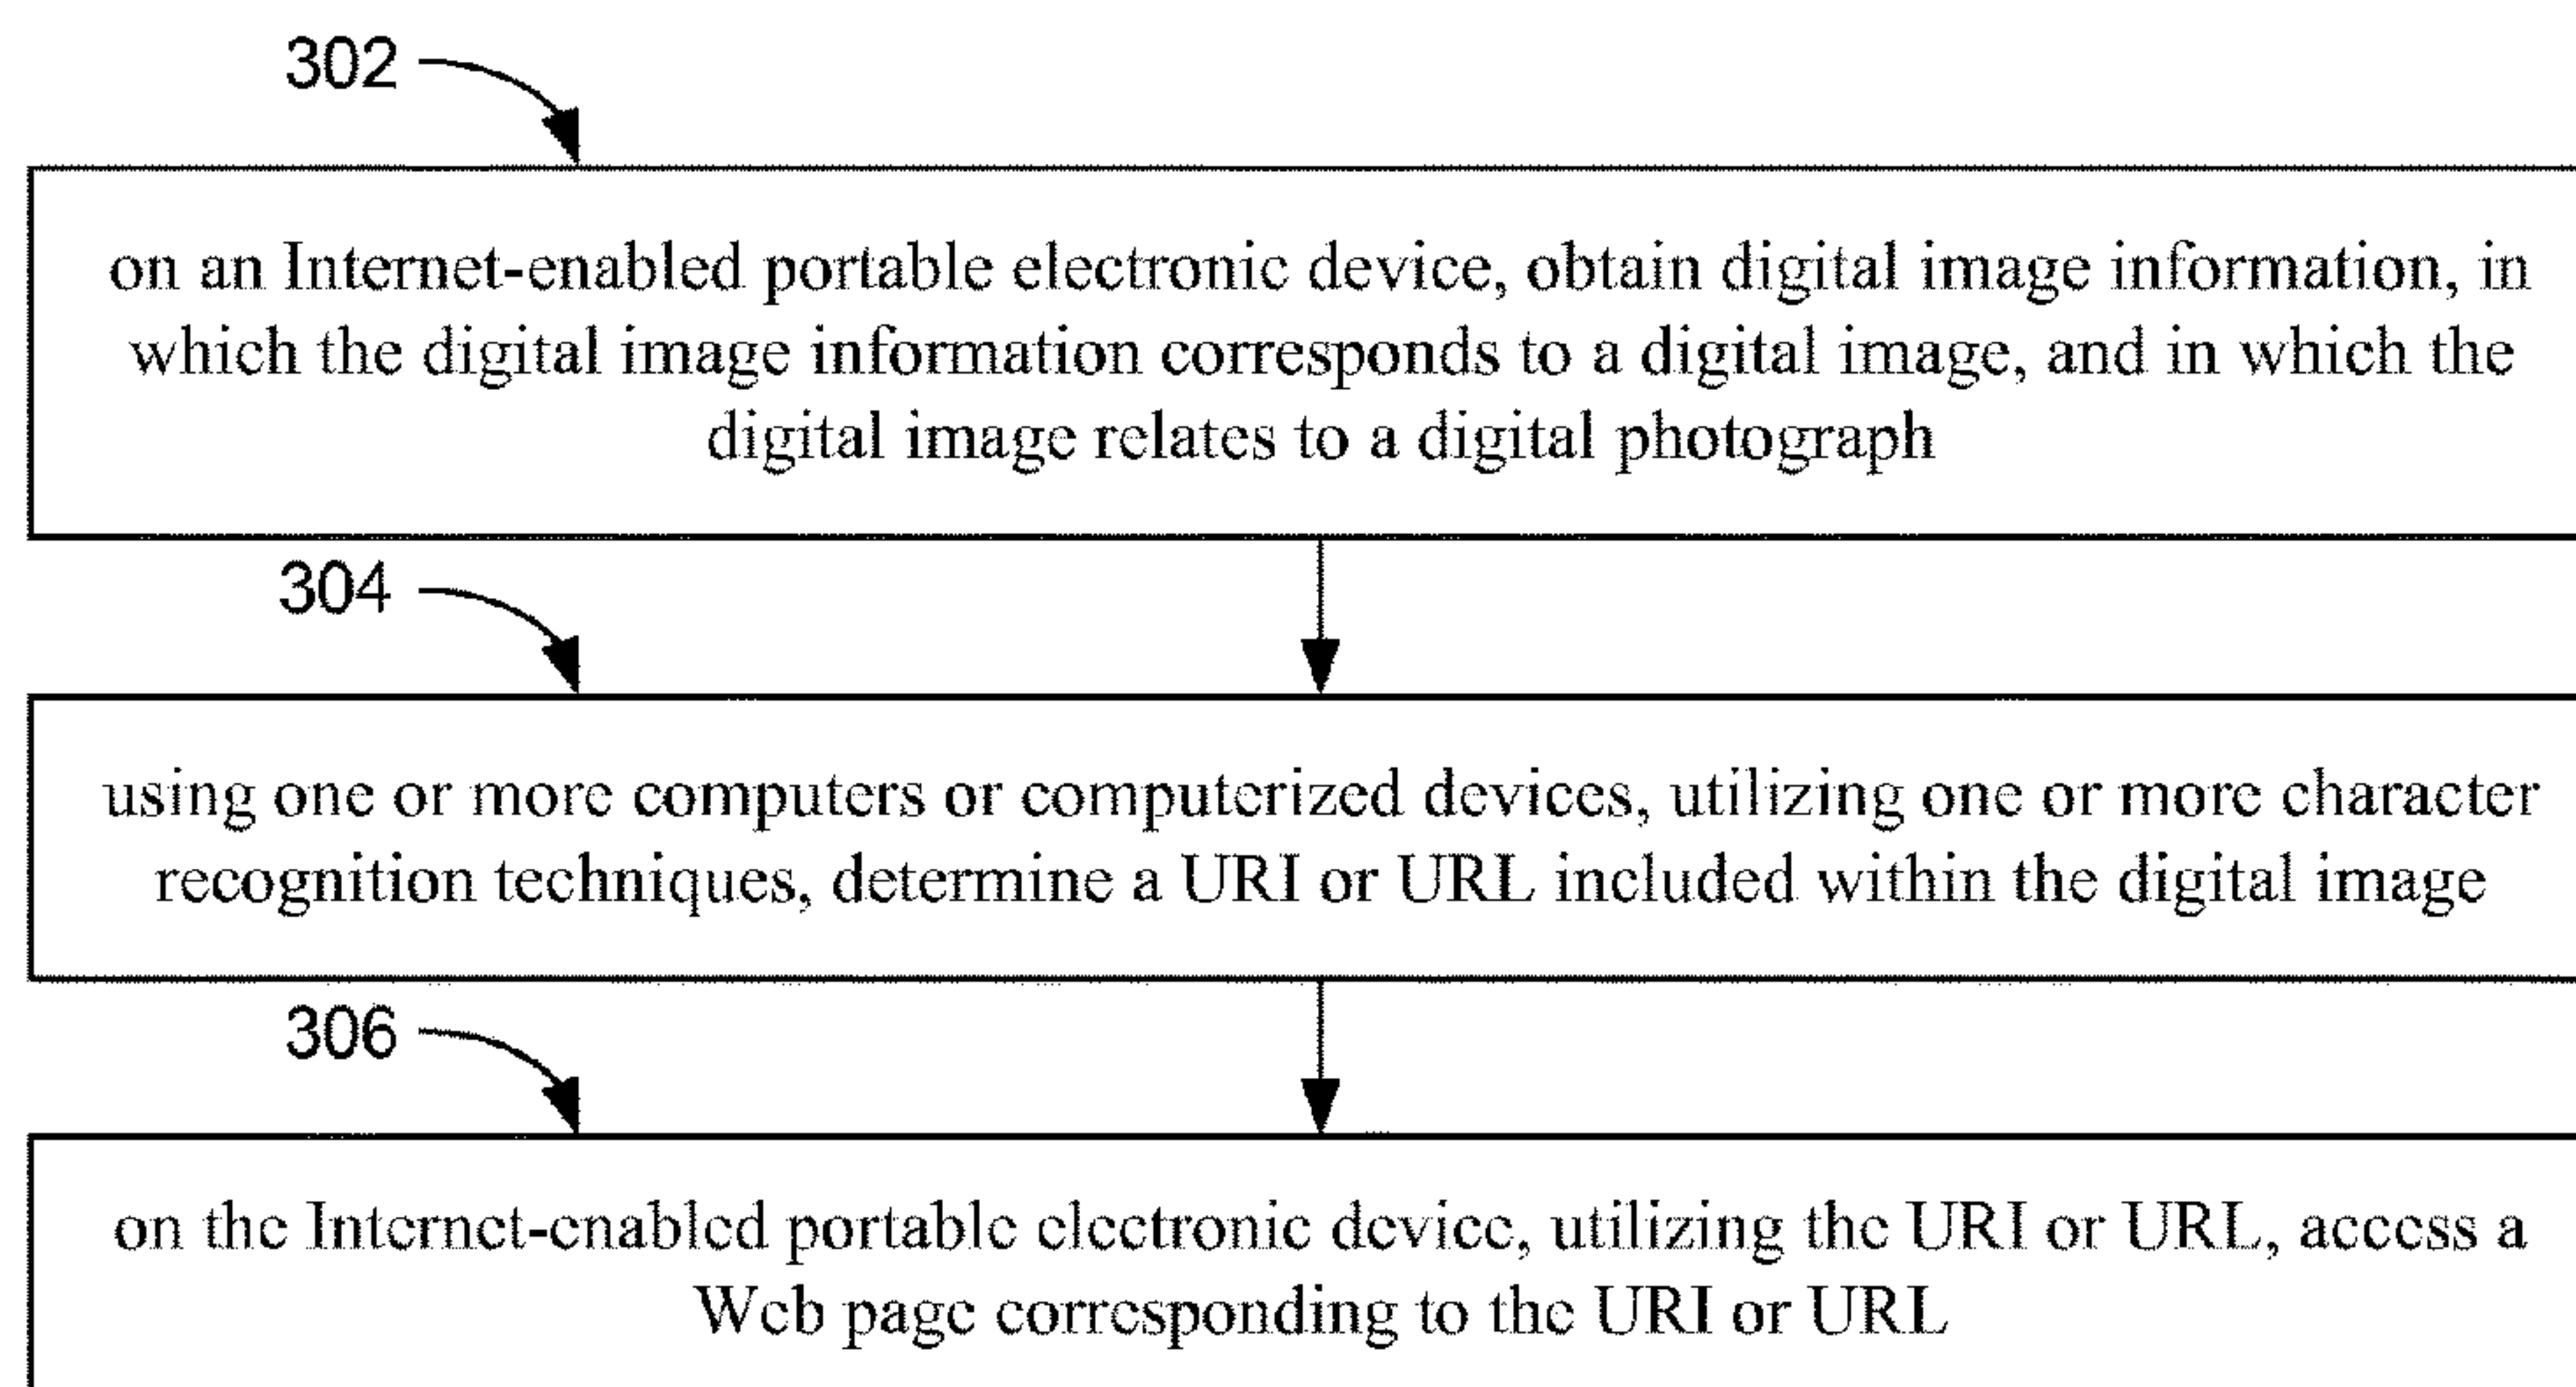 302
on an Internet-enabled portable electronic device, obtain digital image information, in
which the digital image information corresponds to a digital image, and in which the
digital image relates to a digital photograph
304
using one or more computers or computerized devices, utilizing one or more character
recognition techniques, determine a URI or URL included within the digital image
306
on the Internet-enabled portable electronic device, utilizing the URI or URL, access a
Web page corresponding to the URI or URL